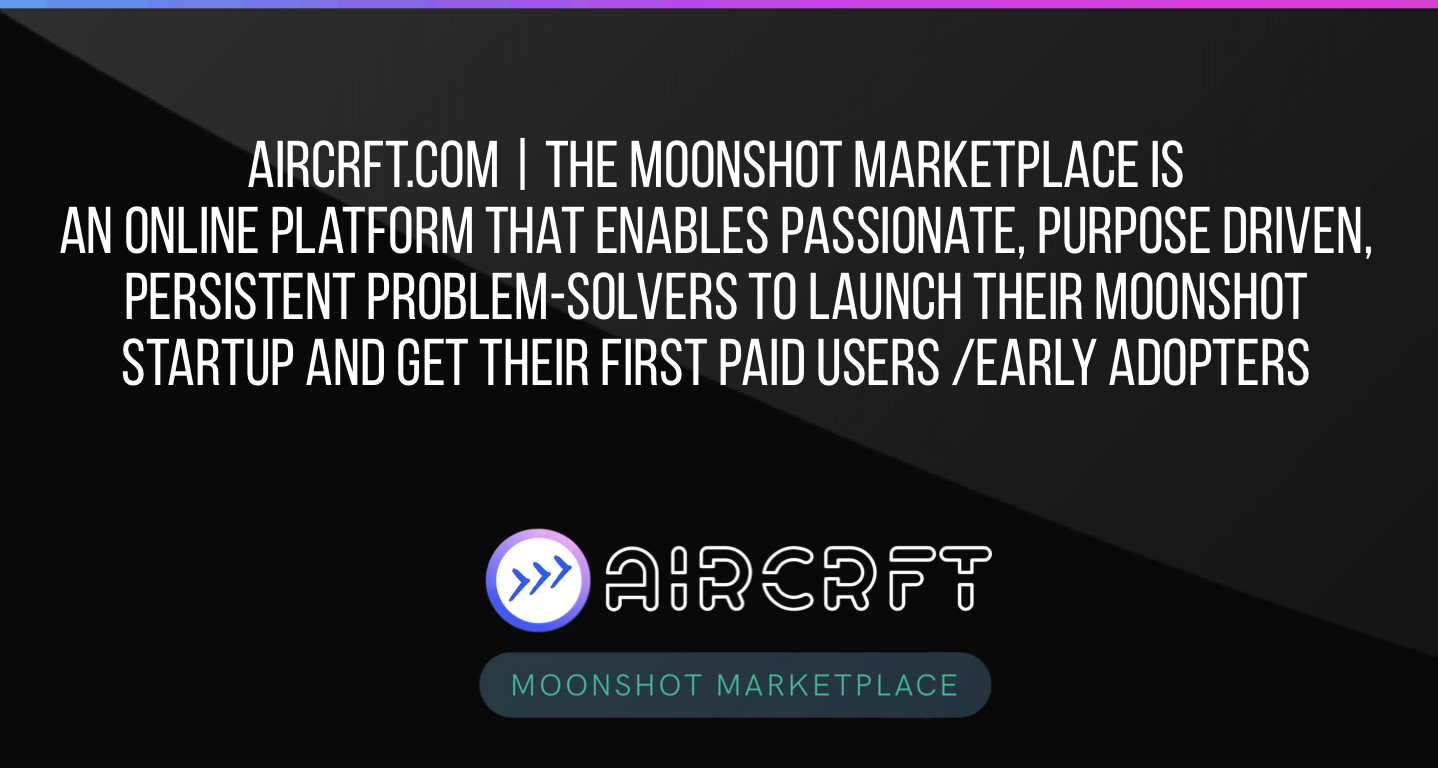 AIRCRFT.COM | THE MOONSHOT MARKETPLACE IS
AN ONLINE PLATFORM THAT ENABLES PASSIONATE, PURPOSE DRIVEN,
PERSISTENT PROBLEM-SOLVERS TO LAUNCH THEIR MOONSHOT
STARTUP AND GET THEIR FIRST PAID USERS /EARLY ADOPTERS
AIRCRFT
MOONSHOT MARKETPLACE